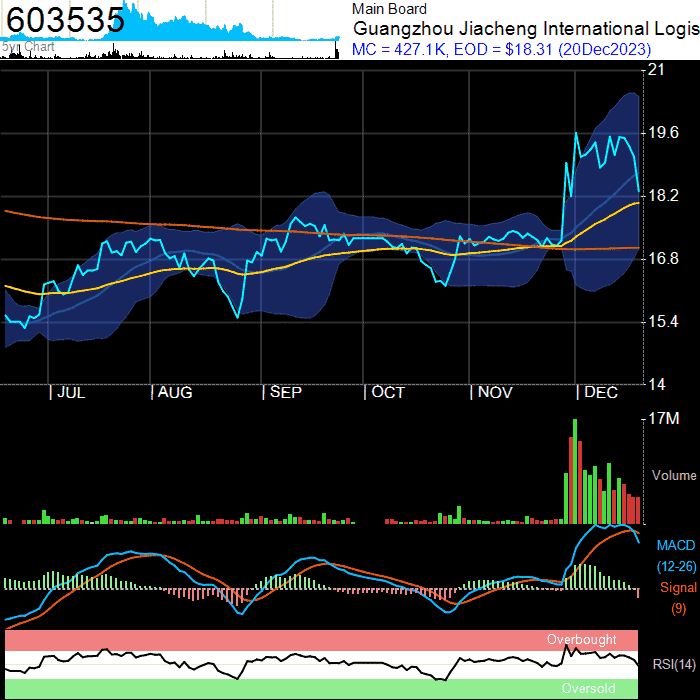 603535
5yr Chart
Main Board
Guangzhou Jiacheng International Logis
MC = 427.1K, EOD = $18.31 (20Dec2023)
21
19.6
18.2
16.8
15.4
14
| JUL | AUG | SEP | OCT | NOV | DEC
17M
Volume
MACD
(12-26)
Signal
(9)
Overbought
RSI(14)
Oversold